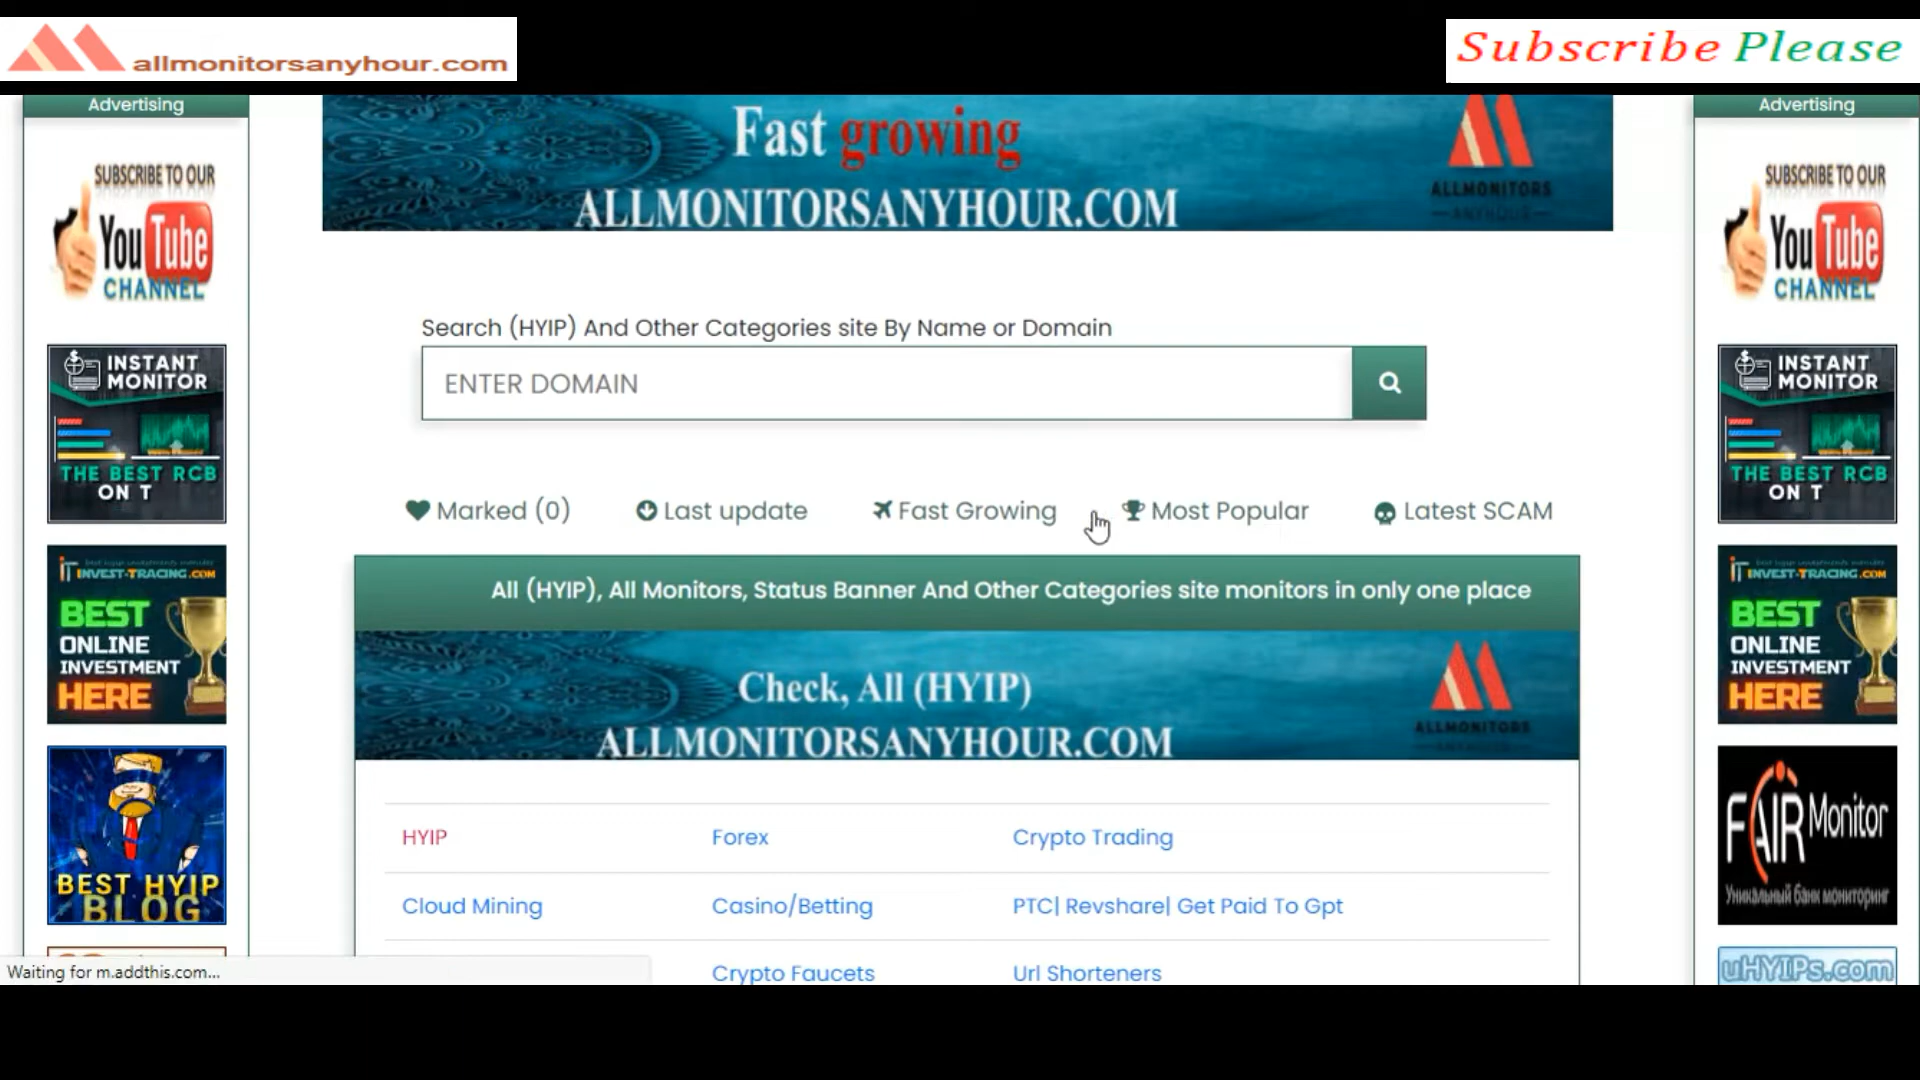 allmonitorsanyhour.com
Subscribe Please
Advertising
SUBSCRIBE TO OUR
YouTube
CHANNEL
INSTANT
MONITOR
THE BEST RCB
ON T
INVEST-TRACING.COM
BEST
ONLINE
INVESTMENT
HERE
BEST HYIP
BLOG
Fast growing
ALLMONITORSANYHOUR.COM
ALLMONITORS
ANYHOUR
Search (HYIP) And Other Categories site By Name or Domain
ENTER DOMAIN
Marked (0) Last update Fast Growing Most Popular Latest SCAM
All (HYIP), All Monitors, Status Banner And Other Categories site monitors in only one place
Check, All (HYIP)
ALLMONITORSANYHOUR.COM
ALLMONITORS
HYIP Forex Crypto Trading
Cloud Mining Casino/Betting PTC| Revshare| Get Paid To Gpt
Crypto Faucets Url Shorteners
Advertising
SUBSCRIBE TO OUR
YouTube
CHANNEL
INSTANT
MONITOR
THE BEST RCB
ON T
INVEST-TRACING.COM
BEST
ONLINE
INVESTMENT
HERE
FAIR Monitor
Уникальный банк мониторинг
uHYIPs.com
Waiting for m.addthis.com...